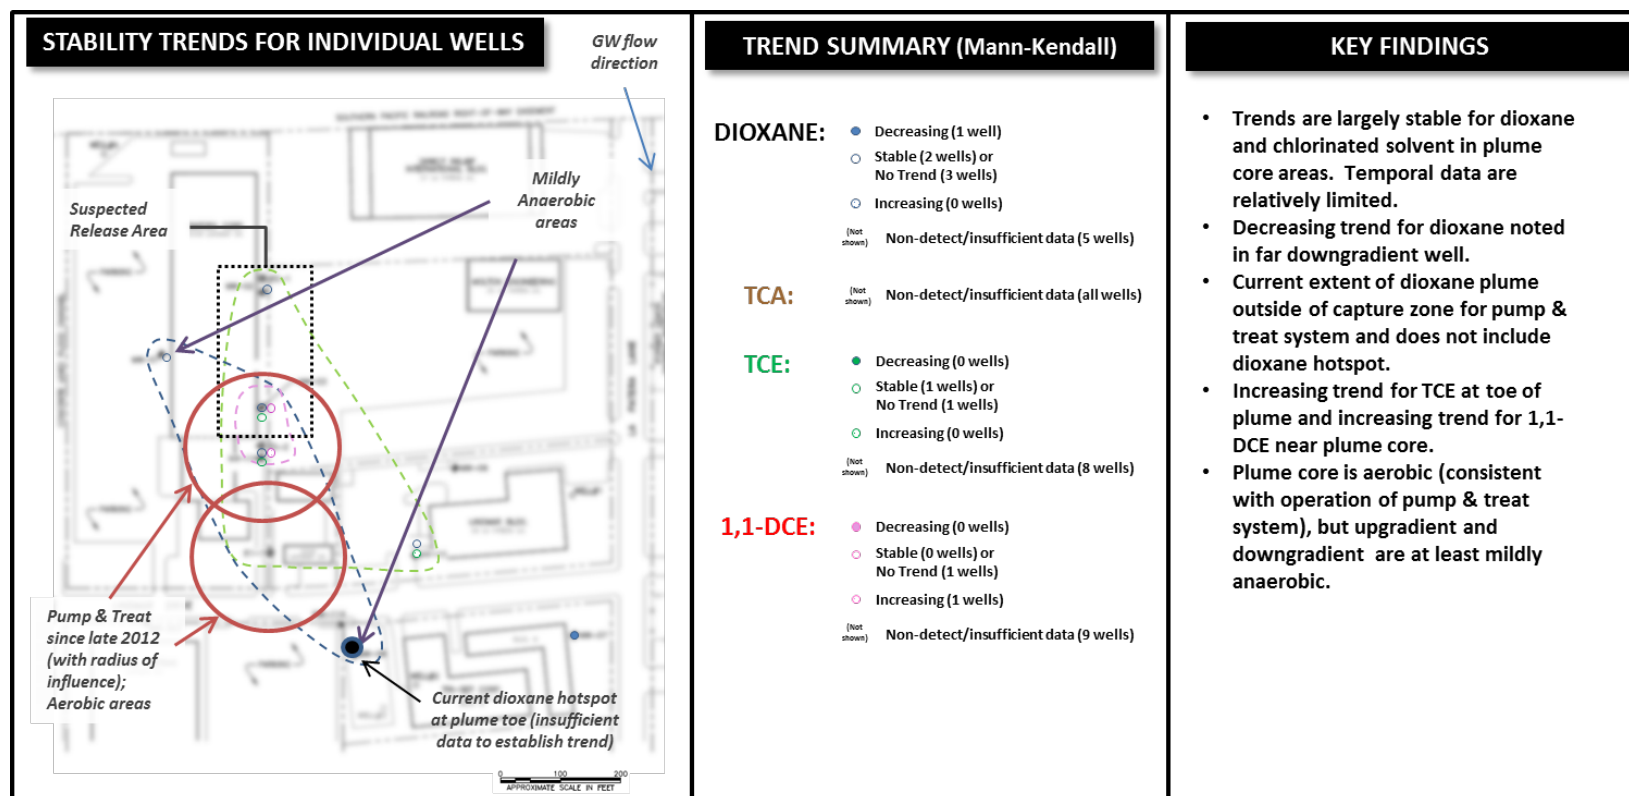 STABILITY TRENDS FOR INDIVIDUAL WELLS
GW flow
direction
Mildly
Anaerobic
areas
Suspected
Release Area
Pump & Treat
since late 2012
(with radius of
influence);
Aerobic areas
Current dioxane hotspot
at plume toe (insufficient
data to establish trend)
0 100 200
APPROXIMATE SCALE IN FEET
TREND SUMMARY (Mann-Kendall)
DIOXANE:
Decreasing (1 well)
Stable (2 wells) or
No Trend (3 wells)
Increasing (0 wells)
(Not
shown)
Non-detect/insufficient data (5 wells)
TCA:
(Not
shown)
Non-detect/insufficient data (all wells)
TCE:
Decreasing (0 wells)
Stable (1 wells) or
No Trend (1 wells)
Increasing (0 wells)
(Not
shown)
Non-detect/insufficient data (8 wells)
1,1-DCE:
Decreasing (0 wells)
Stable (0 wells) or
No Trend (1 wells)
Increasing (1 wells)
(Not
shown)
Non-detect/insufficient data (9 wells)
KEY FINDINGS
• Trends are largely stable for dioxane
and chlorinated solvent in plume
core areas. Temporal data are
relatively limited.
• Decreasing trend for dioxane noted
in far downgradient well.
• Current extent of dioxane plume
outside of capture zone for pump &
treat system and does not include
dioxane hotspot.
• Increasing trend for TCE at toe of
plume and increasing trend for 1,1-
DCE near plume core.
• Plume core is aerobic (consistent
with operation of pump & treat
system), but upgradient and
downgradient are at least mildly
anaerobic.